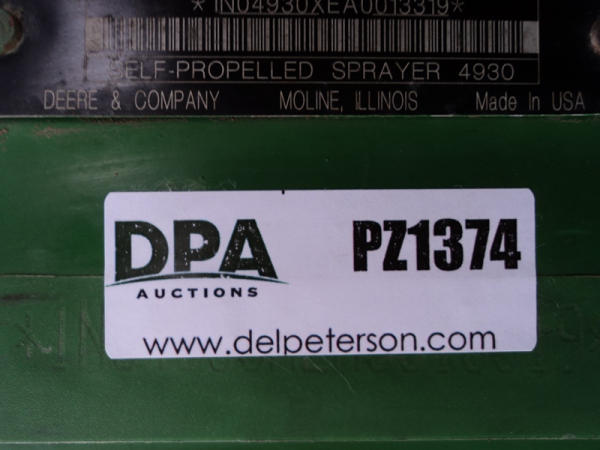 *1N04930XEA0013319*
SELF-PROPELLED SPRAYER 4930
DEERE & COMPANY MOLINE, ILLINOIS Made In USA
DPA PZ1374
AUCTIONS
www.delpeterson.com